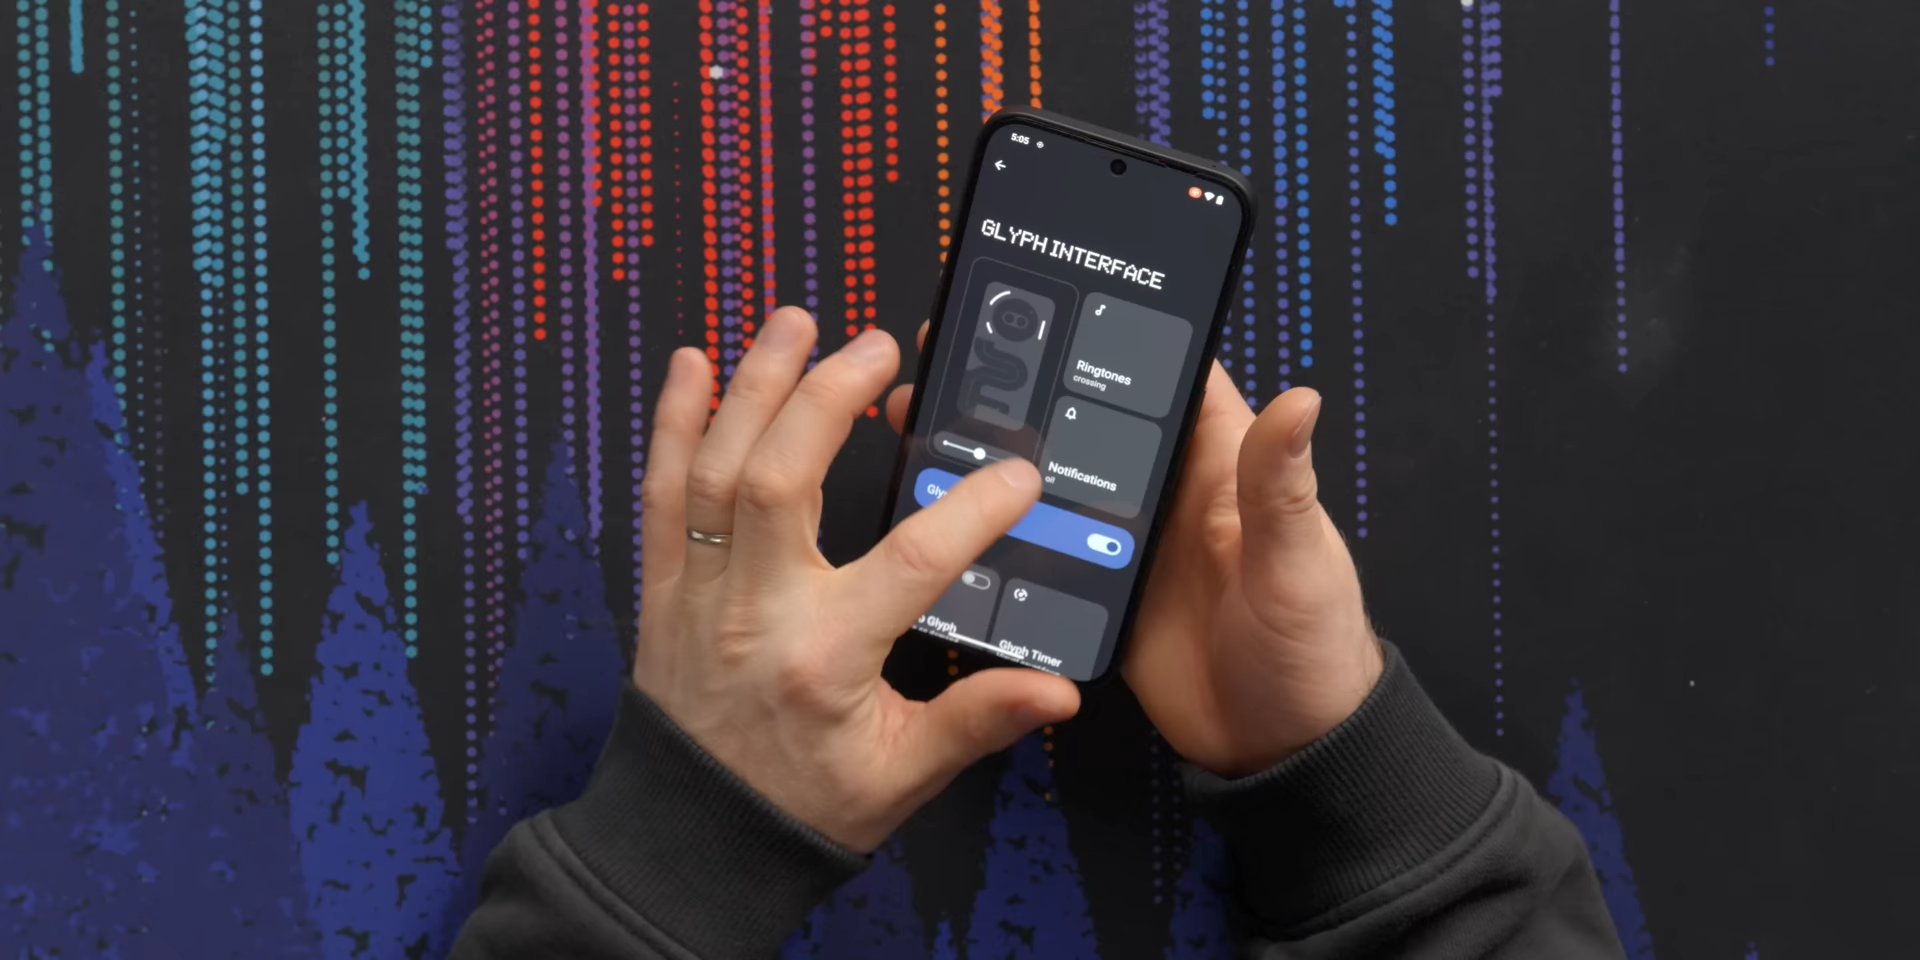 5:05
GLYPH INTERFACE
Ringtones
crossing
Notifications
Glyph
Glyph Timer